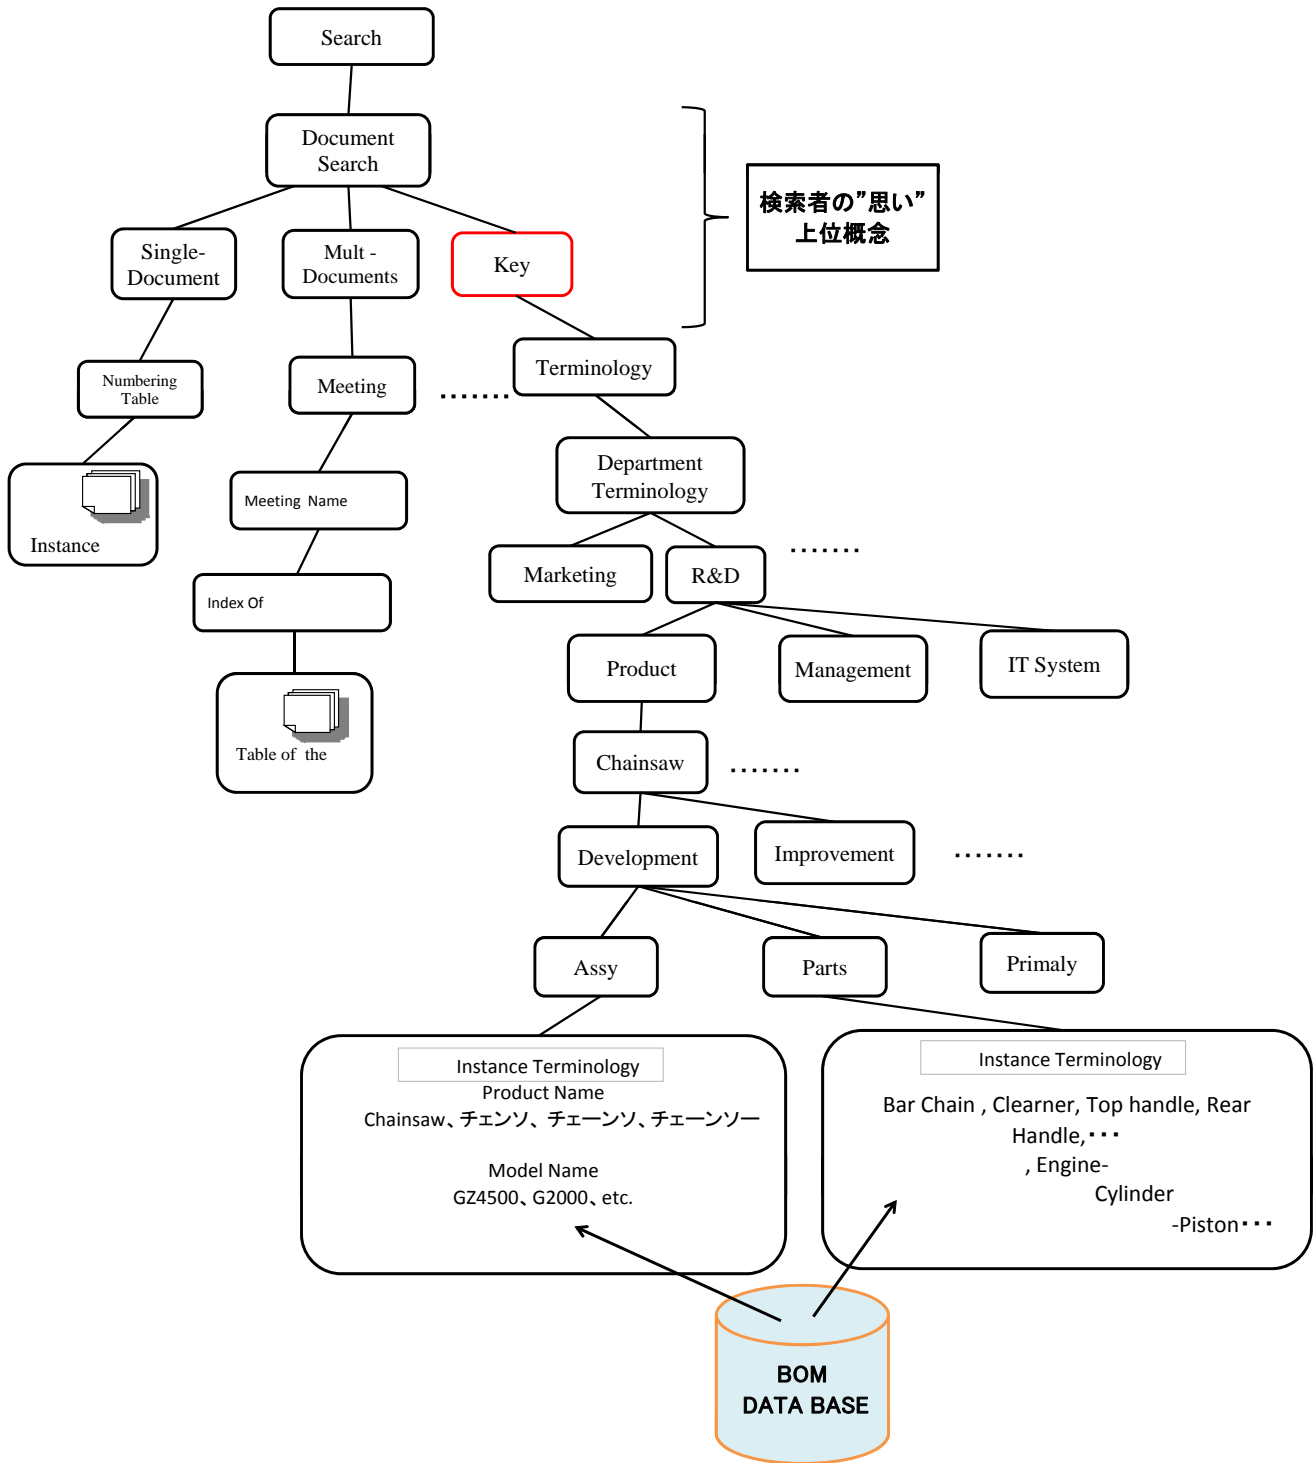 Search
Document
Search
検索者の”思い”
上位概念
Single-
Document
Mult -
Documents
Key
Numbering
Table
Meeting
·······
Terminology
Instance
Meeting Name
Department
Terminology
Marketing
R&D
·······
Index Of
Product
Management
IT System
Table of the
Chainsaw
·······
Development
Improvement
·······
Assy
Parts
Primaly
Instance Terminology
Product Name
Chainsaw、チェンソ、チェーンソ、チェーンソー
Model Name
GZ4500、G2000、etc.
Instance Terminology
Bar Chain , Clearner, Top handle, Rear
Handle,･･･
, Engine-
Cylinder
-Piston･･･
BOM
DATA BASE